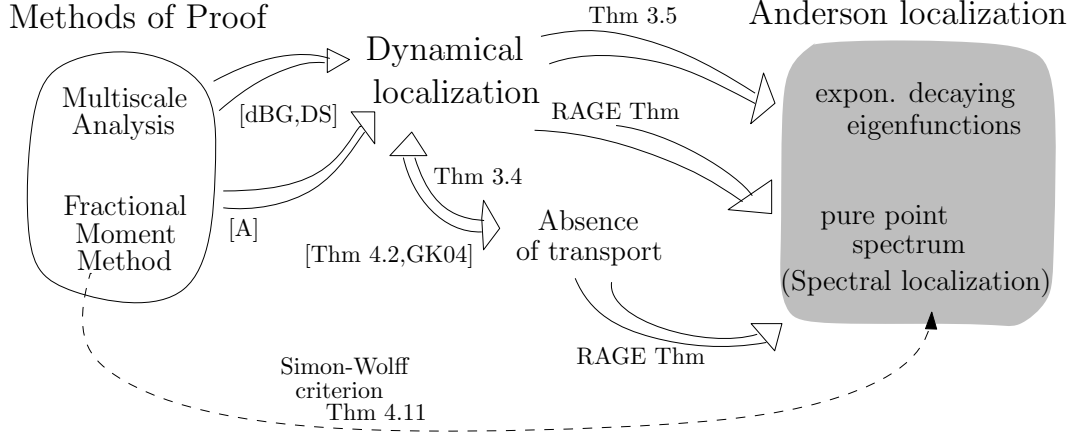 Methods of Proof
Multiscale
Analysis
Fractional
Moment
Method
[dBG,DS]
[A]
Dynamical
localization
Thm 3.5
RAGE Thm
Thm 3.4
[Thm 4.2,GK04]
Absence
of transport
RAGE Thm
Simon-Wolff
criterion
Thm 4.11
Anderson localization
expon. decaying
eigenfunctions
pure point
spectrum
(Spectral localization)